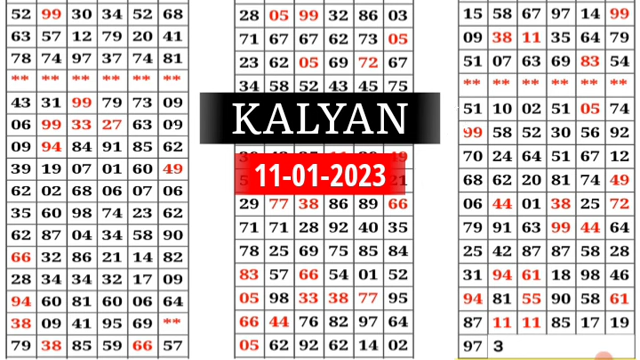 52 99 30 34 52 68
63 57 12 79 20 41
78 74 97 37 74 81
** ** ** ** ** **
43 31 99 79 73 09
06 99 33 27 63 09
09 94 84 91 85 62
39 19 07 01 60 49
62 02 68 06 07 06
35 60 98 74 23 62
62 87 04 34 58 90
66 32 86 21 14 82
28 34 34 32 17 09
94 60 81 60 06 64
38 09 41 95 69 **
79 38 85 59 66 57
28 05 99 32 86 03
71 67 67 62 73 05
23 62 05 69 72 67
34 58 52 43 45 75
KALYAN
11-01-2023
29 77 38 86 89 66
71 71 28 92 40 35
78 25 69 75 85 84
83 57 66 54 01 52
05 98 33 38 77 95
66 44 76 82 97 64
05 62 92 62 14 02
15 58 67 97 14 99
09 38 11 35 64 79
51 07 63 69 83 54
** ** ** ** ** **
51 10 02 51 05 74
99 58 52 30 56 92
70 24 64 51 67 12
68 62 20 81 74 49
06 44 01 38 25 72
79 91 63 99 44 64
25 42 87 87 58 28
31 94 61 18 98 46
94 81 55 90 58 61
87 11 11 85 17 19
97 3